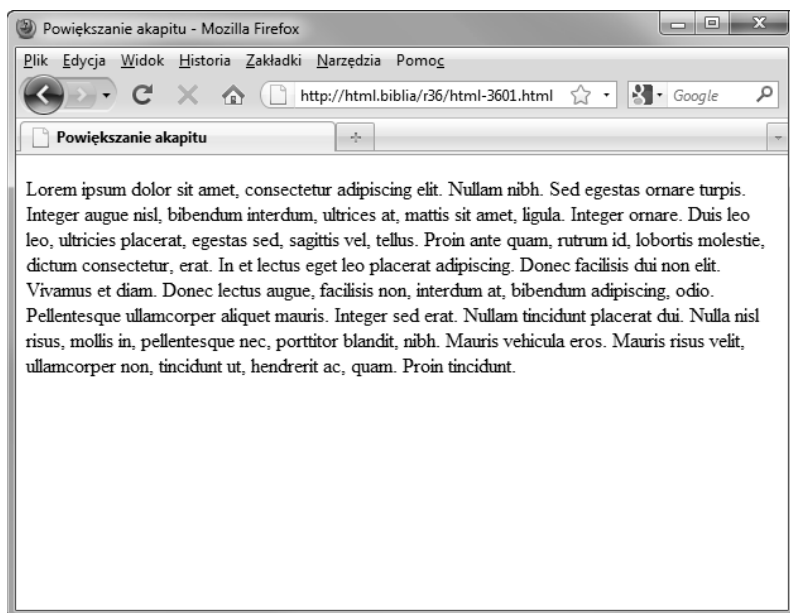 Powiększanie akapitu - Mozilla Firefox
Plik Edycja Widok Historia Zakładki Narzędzia Pomoc
http://html.biblia/r36/html-3601.html Google
Powiększanie akapitu
Lorem ipsum dolor sit amet, consectetur adipiscing elit. Nullam nibh. Sed egestas ornare turpis.
Integer augue nisl, bibendum interdum, ultrices at, mattis sit amet, ligula. Integer ornare. Duis leo
leo, ultricies placerat, egestas sed, sagittis vel, tellus. Proin ante quam, rutrum id, lobortis molestie,
dictum consectetur, erat. In et lectus eget leo placerat adipiscing. Donec facilisis dui non elit.
Vivamus et diam. Donec lectus augue, facilisis non, interdum at, bibendum adipiscing, odio.
Pellentesque ullamcorper aliquet mauris. Integer sed erat. Nullam tincidunt placerat dui. Nulla nisl
risus, mollis in, pellentesque nec, porttitor blandit, nibh. Mauris vehicula eros. Mauris risus velit,
ullamcorper non, tincidunt ut, hendrerit ac, quam. Proin tincidunt.